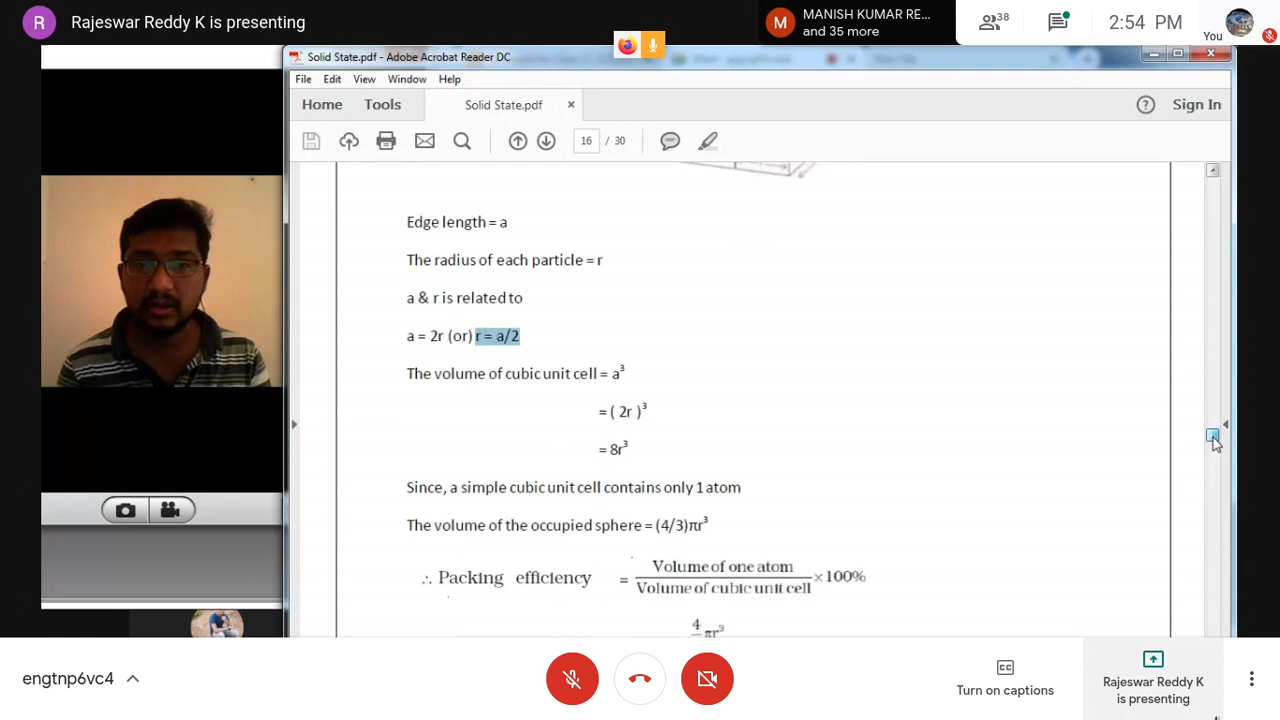 R Rajeswar Reddy K is presenting
M MANISH KUMAR RE...
and 35 more
38
2:54 PM
You
Solid State.pdf - Adobe Acrobat Reader DC
File Edit View Window Help
Home Tools Solid State.pdf × ? Sign In
16 / 30
Edge length = a
The radius of each particle = r
a & r is related to
a = 2r (or) r = a/2
The volume of cubic unit cell = a³
= ( 2r )³
= 8r³
Since, a simple cubic unit cell contains only 1 atom
The volume of the occupied sphere = (4/3)πr³
∴ Packing efficiency = Volume of one atom / Volume of cubic unit cell ×100%
4 πr³
engtnp6vc4
CC
Turn on captions
Rajeswar Reddy K
is presenting